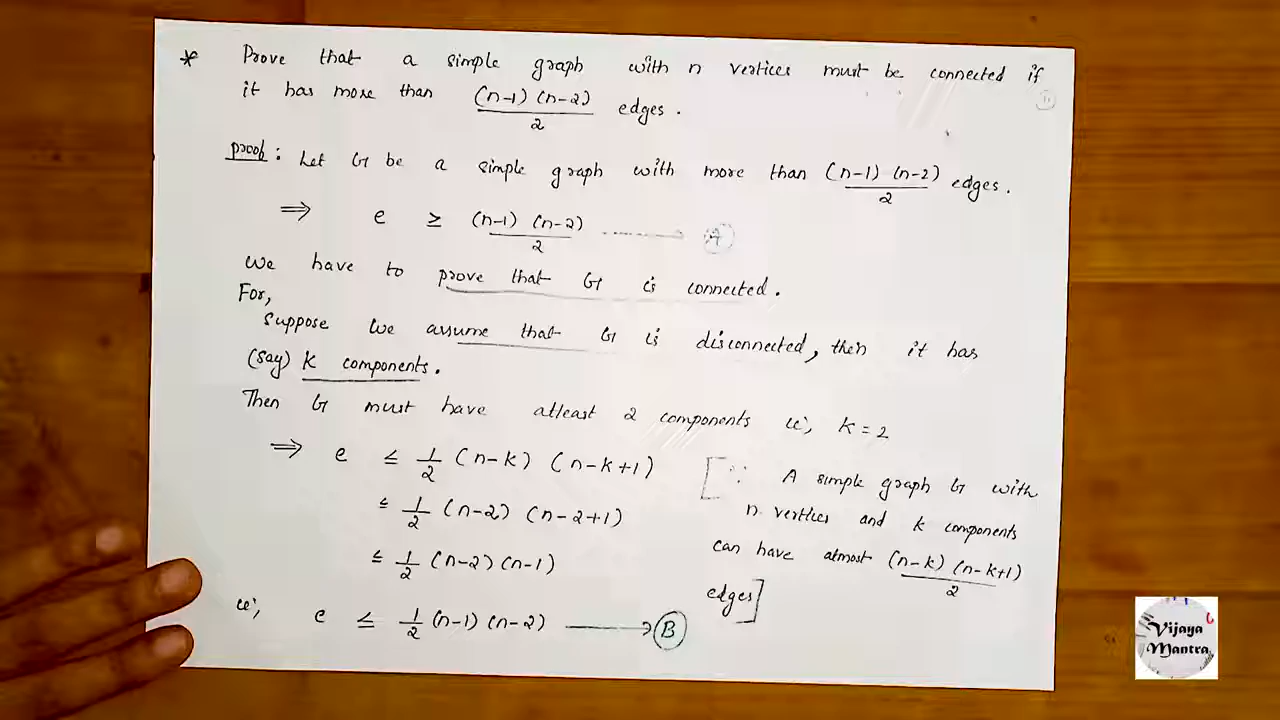 * Prove that a simple graph with n vertices must be connected if
it has more than (n-1) (n-2)/2 edges.
proof: Let G be a simple graph with more than (n-1) (n-2)/2 edges.
⟹ e ≥ (n-1) (n-2)/2 ⟶ A
we have to prove that G is connected.
For,
Suppose we assume that G is disconnected, then it has
(say) K components.
Then G must have atleast 2 components ie, K = 2
⟹ e ≤ 1/2 (n-k) (n-k+1)
≤ 1/2 (n-2) (n-2+1)
≤ 1/2 (n-2) (n-1)
ie, e ≤ 1/2 (n-1) (n-2) ⟶ B
[∵ A simple graph G with
n vertices and k components
can have almost (n-k) (n-k+1)/2
edges]
Vijaya
Mantra